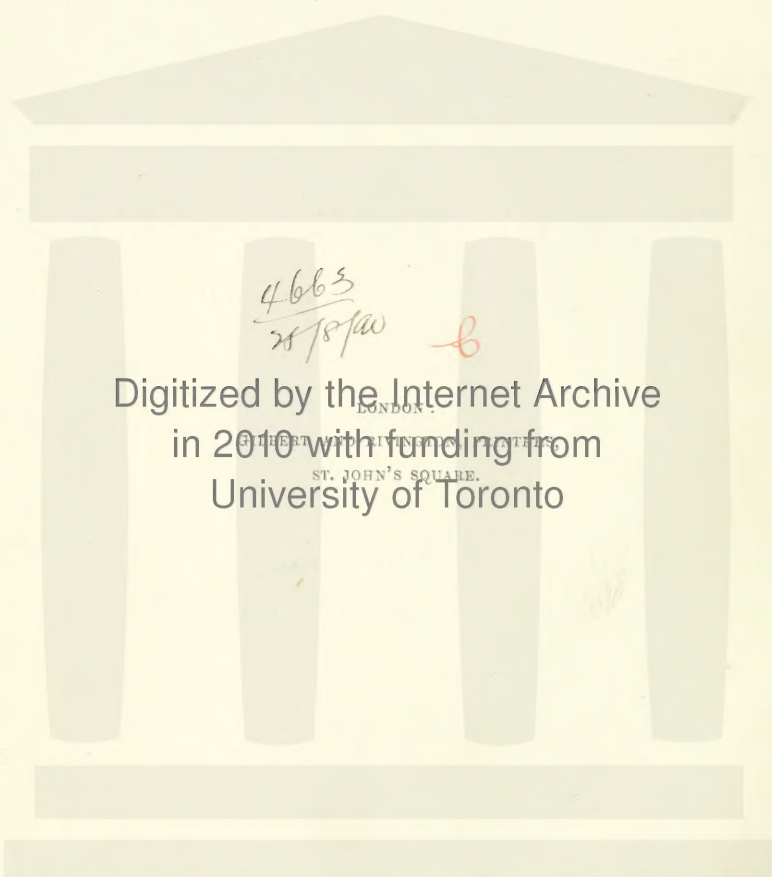 4663
28/8/90
Digitized by the Internet Archive
LONDON:
in 2010 with funding from
GILBERT AND RIVINGTON, PRINTERS,
ST. JOHN'S SQUARE.
University of Toronto